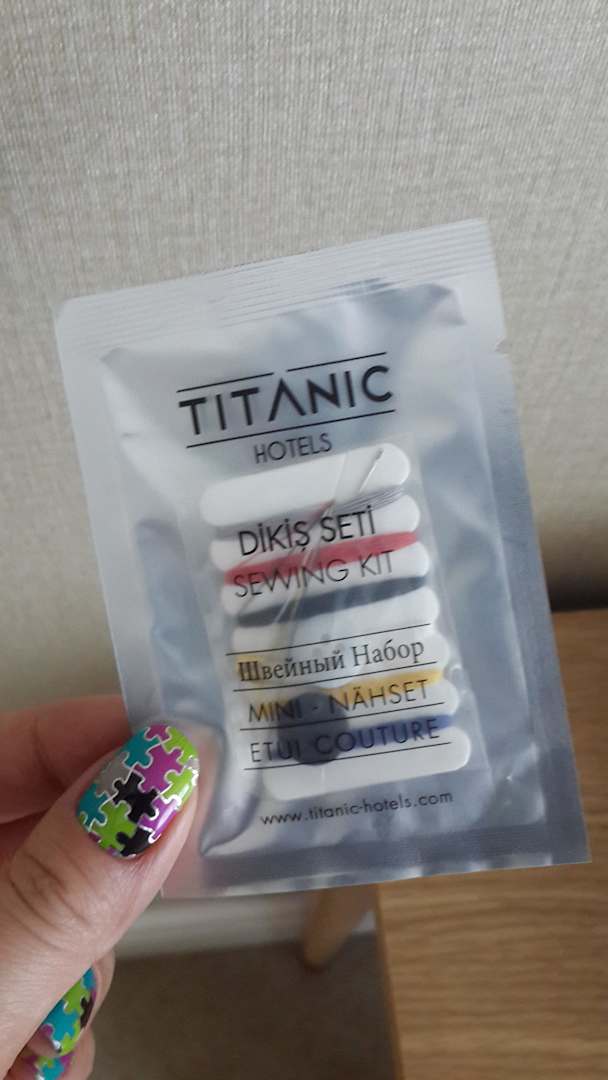 TITANIC
HOTELS
DİKİŞ SETİ
SEWING KIT
Швейный Набор
MINI - NÄHSET
ETUI COUTURE
www.titanic-hotels.com